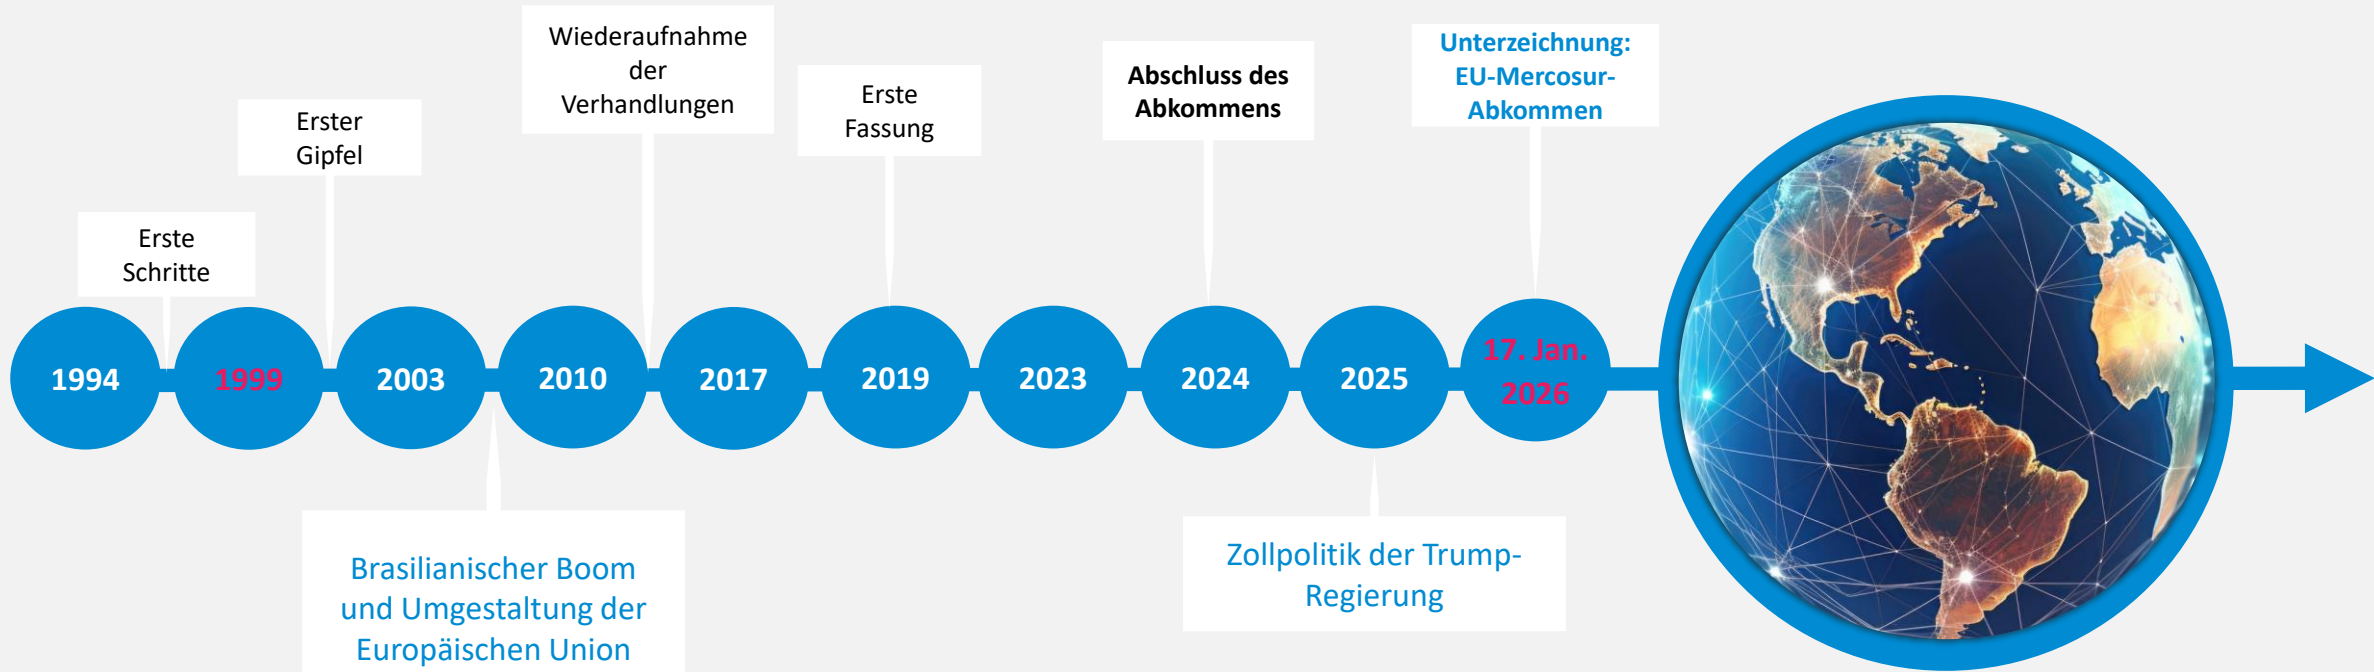 Erste
Schritte
Erster
Gipfel
Wiederaufnahme
der
Verhandlungen
Erste
Fassung
Abschluss des
Abkommens
Unterzeichnung:
EU-Mercosur-
Abkommen
1994
1999
2003
2010
2017
2019
2023
2024
2025
17. Jan.
2026
Brasilianischer Boom
und Umgestaltung der
Europäischen Union
Zollpolitik der Trump-
Regierung